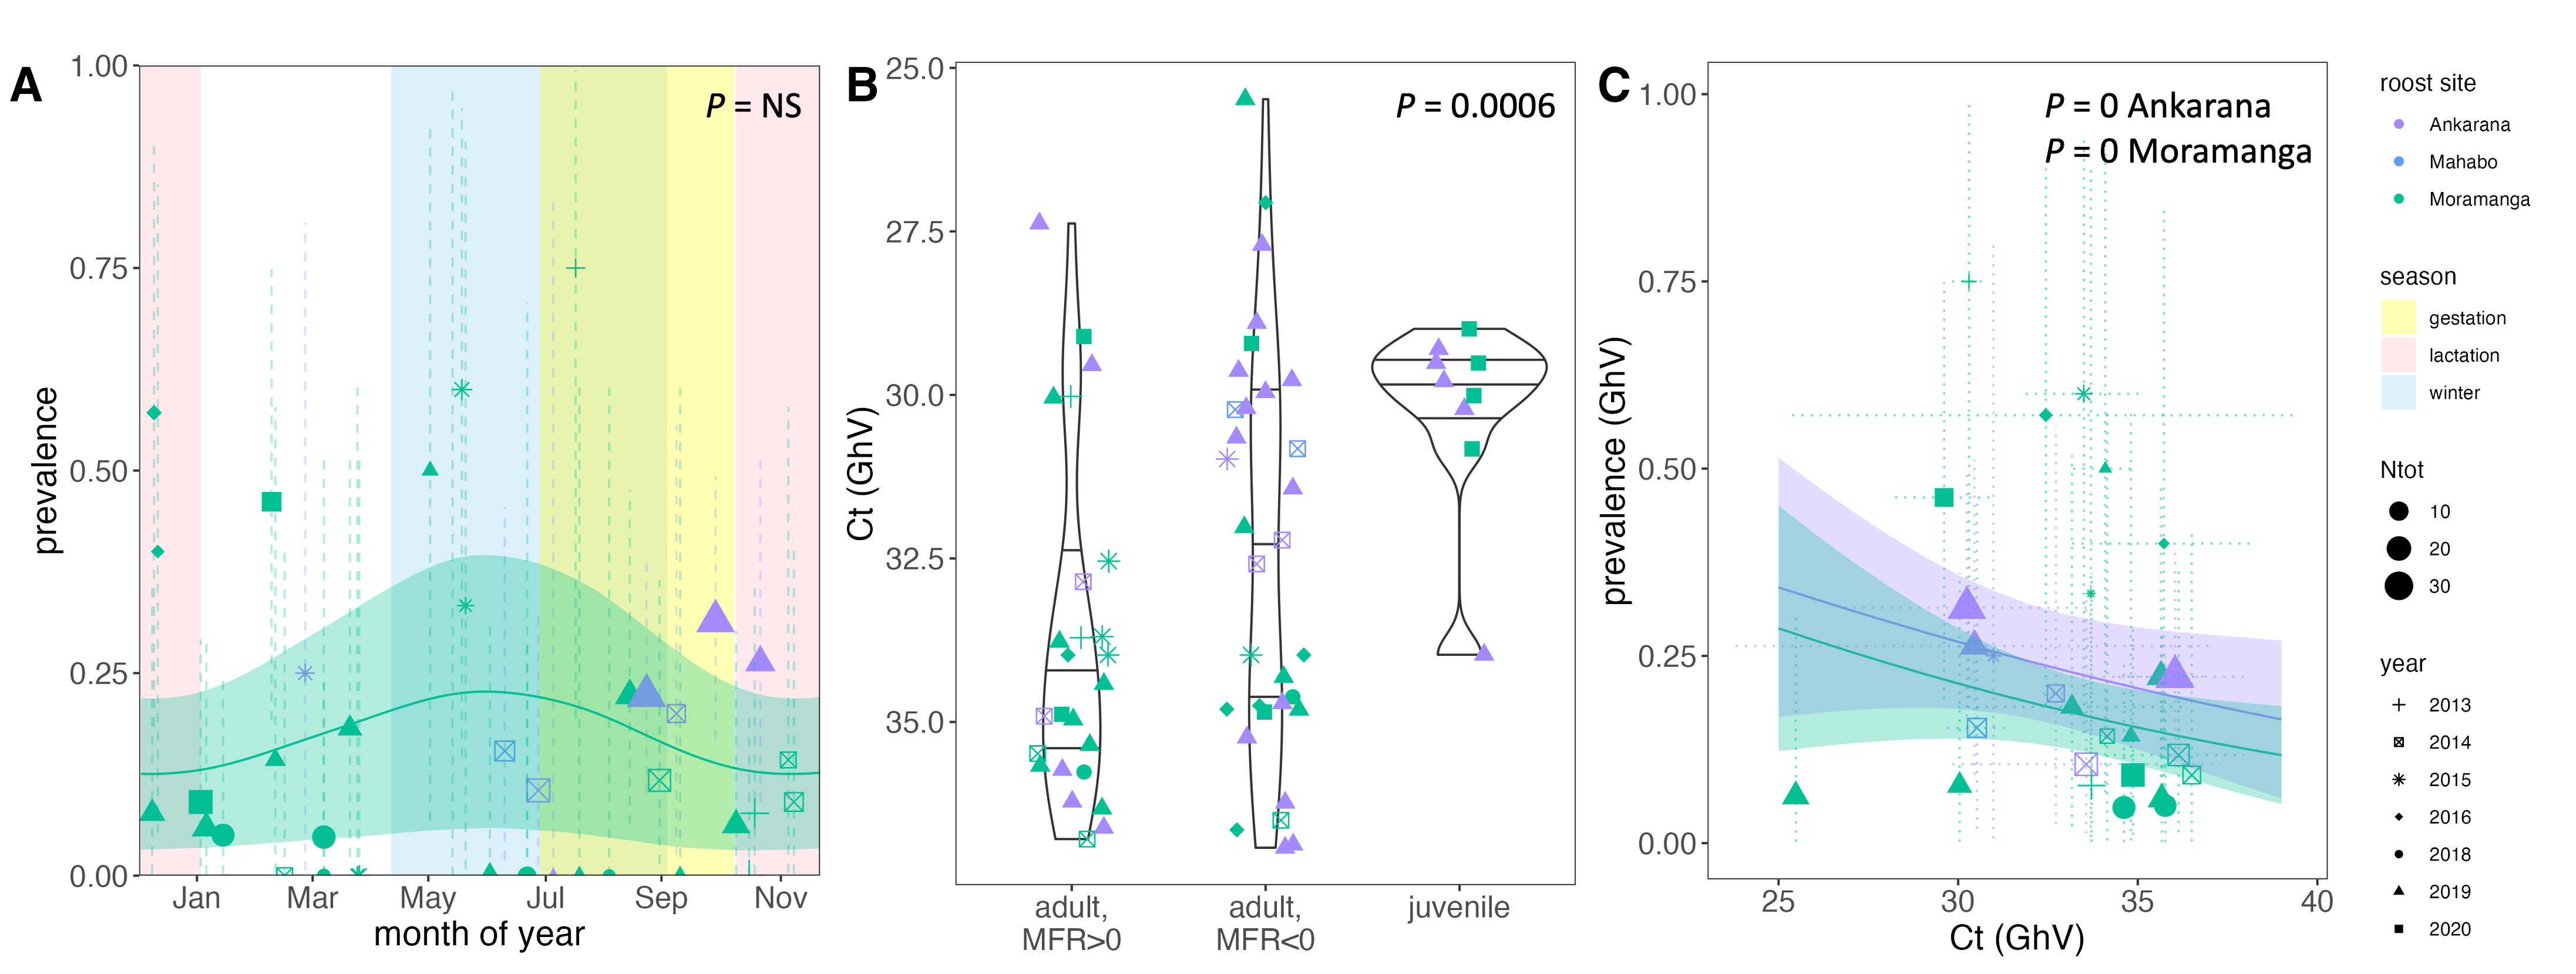 A
P = NS
prevalence
1.00
0.75
0.50
0.25
0.00
Jan
Mar
May
Jul
Sep
Nov
month of year
B
P = 0.0006
Ct (GhV)
25.0
27.5
30.0
32.5
35.0
adult,
MFR>0
adult,
MFR<0
juvenile
C
P = 0 Ankarana
P = 0 Moramanga
prevalence (GhV)
1.00
0.75
0.50
0.25
0.00
25
30
35
40
Ct (GhV)
roost site
Ankarana
Mahabo
Moramanga
season
gestation
lactation
winter
Ntot
10
20
30
year
2013
2014
2015
2016
2018
2019
2020